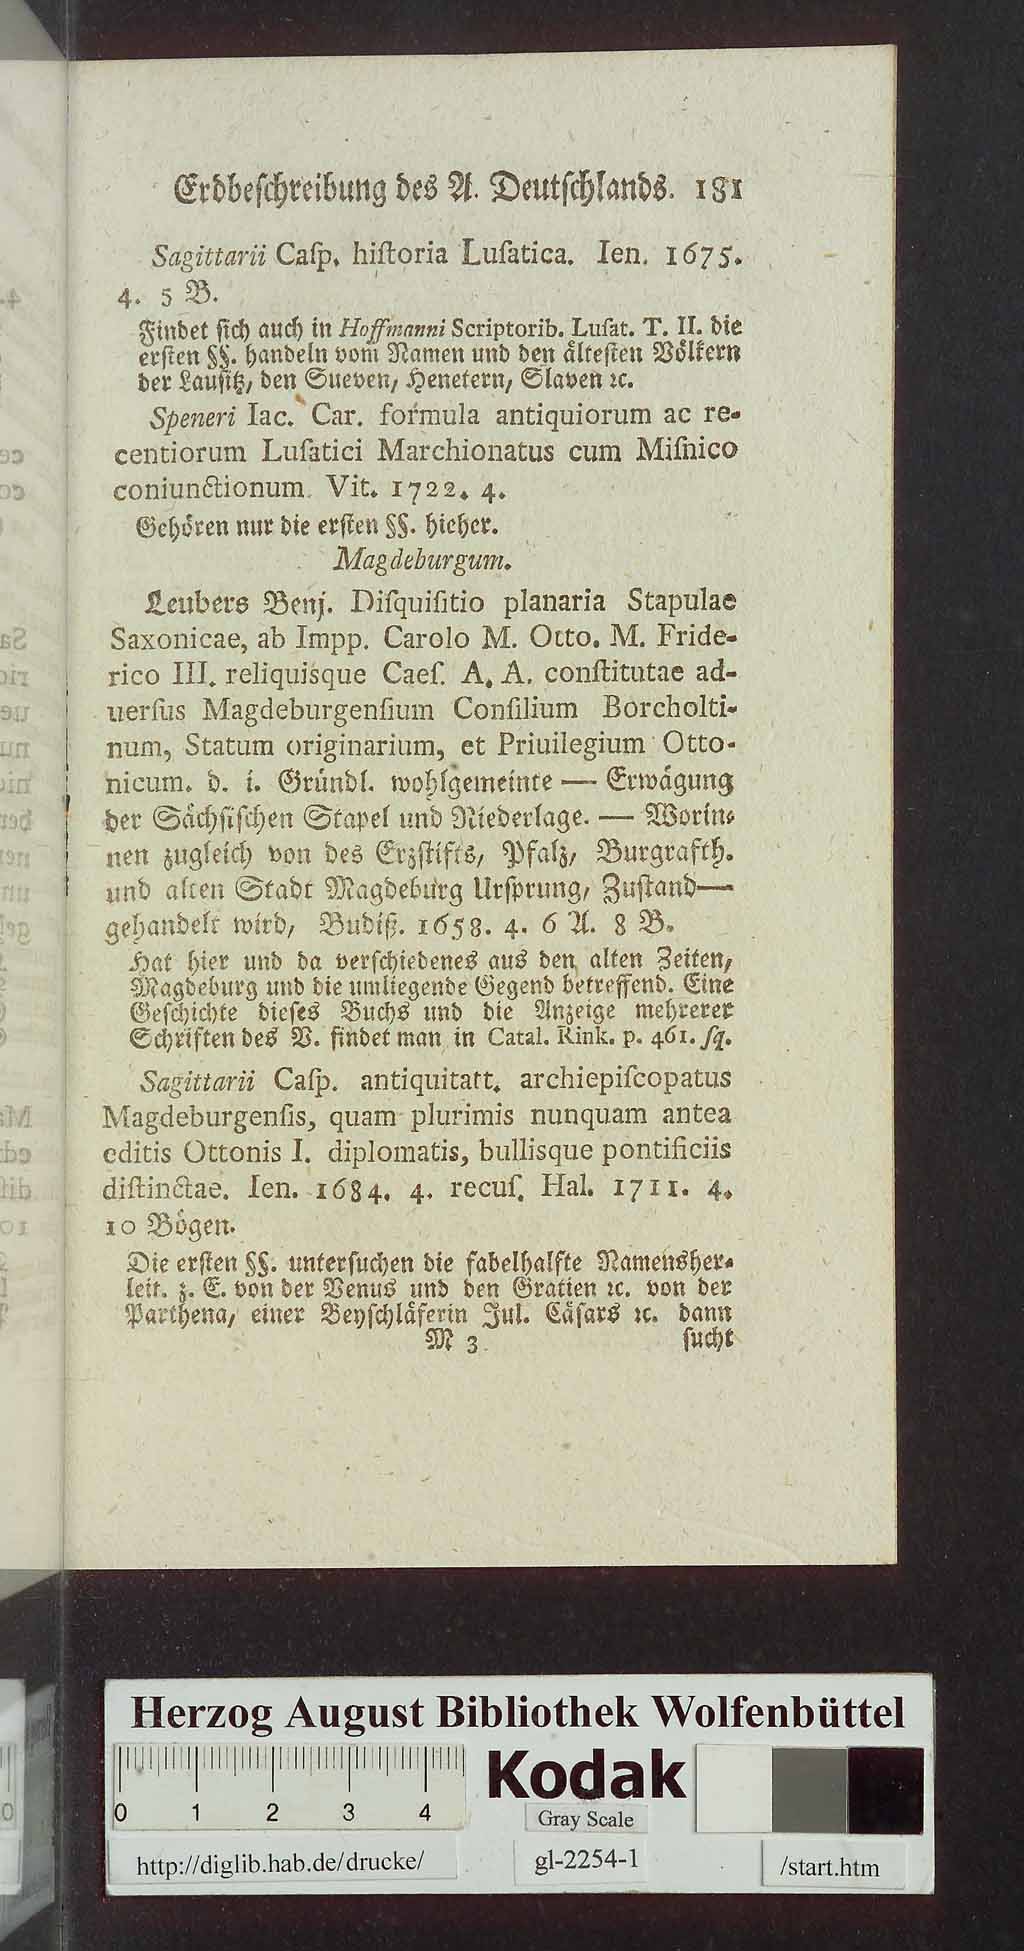 Erdbeſchreibung des A. Deutſchlands. 181
Sagittarii Caſp. hiſtoria Luſatica. Ien. 1675.
4. 5 B.
Findet ſich auch in Hoffmanni Scriptorib. Luſat. T. II. die
erſten §§. handeln vom Namen und den älteſten Völkern
der Lauſitz, den Sueven, Henetern, Slaven ꝛc.
Speneri Iac. Car. formula antiquiorum ac re-
centiorum Luſatici Marchionatus cum Miſnico
coniunctionum. Vit. 1722. 4.
Gehören nur die erſten §§. hieher.
Magdeburgum.
Leubers Benj. Diſquiſitio planaria Stapulae
Saxonicae, ab Impp. Carolo M. Otto. M. Fride-
rico III. reliquisque Caeſ. A. A. conſtitutae ad-
uerſus Magdeburgenſium Conſilium Borcholti-
num, Statum originarium, et Priuilegium Otto-
nicum. d. i. Gründl. wohlgemeinte — Erwägung
der Sächſiſchen Stapel und Niederlage. — Worin-
nen zugleich von des Erzſtifts, Pfalz, Burgrafth.
und alten Stadt Magdeburg Urſprung, Zuſtand—
gehandelt wird, Budiß. 1658. 4. 6 A. 8 B.
Hat hier und da verſchiedenes aus den alten Zeiten,
Magdeburg und die umliegende Gegend betreffend. Eine
Geſchichte dieſes Buchs und die Anzeige mehrerer
Schriften des V. findet man in Catal. Rink. p. 461. ſq.
Sagittarii Caſp. antiquitatt. archiepiſcopatus
Magdeburgenſis, quam plurimis nunquam antea
editis Ottonis I. diplomatis, bullisque pontificiis
diſtinctae. Ien. 1684. 4. recuſ. Hal. 1711. 4.
10 Bögen.
Die erſten §§. unterſuchen die fabelhalfte Namensher-
leit. z. E. von der Venus und den Gratien ꝛc. von der
Parthena, einer Beyſchläferin Jul. Cäſars ꝛc. dann
M 3 ſucht
Herzog August Bibliothek Wolfenbüttel
Kodak
0 1 2 3 4
Gray Scale
http://diglib.hab.de/drucke/ gl-2254-1 /start.htm